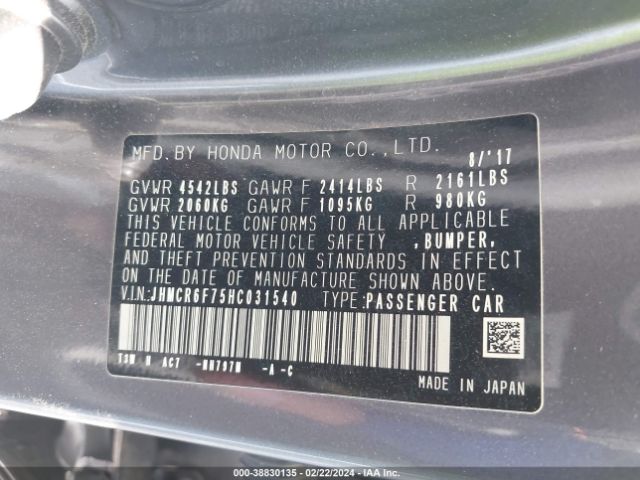 MFD. BY HONDA MOTOR CO.,LTD. 8/'17
GVWR 4542LBS GAWR F 2414LBS R 2161LBS
GVWR 2060KG GAWR F 1095KG R 980KG
THIS VEHICLE CONFORMS TO ALL APPLICABLE
FEDERAL MOTOR VEHICLE SAFETY ,BUMPER,
AND THEFT PREVENTION STANDARDS IN EFFECT
ON THE DATE OF MANUFACTURE SHOWN ABOVE.
V.I.N:JHMCR6F75HC031540 TYPE:PASSENGER CAR
AC7 -A -C
MADE IN JAPAN
000-38830135 - 02/22/2024 - IAA Inc.